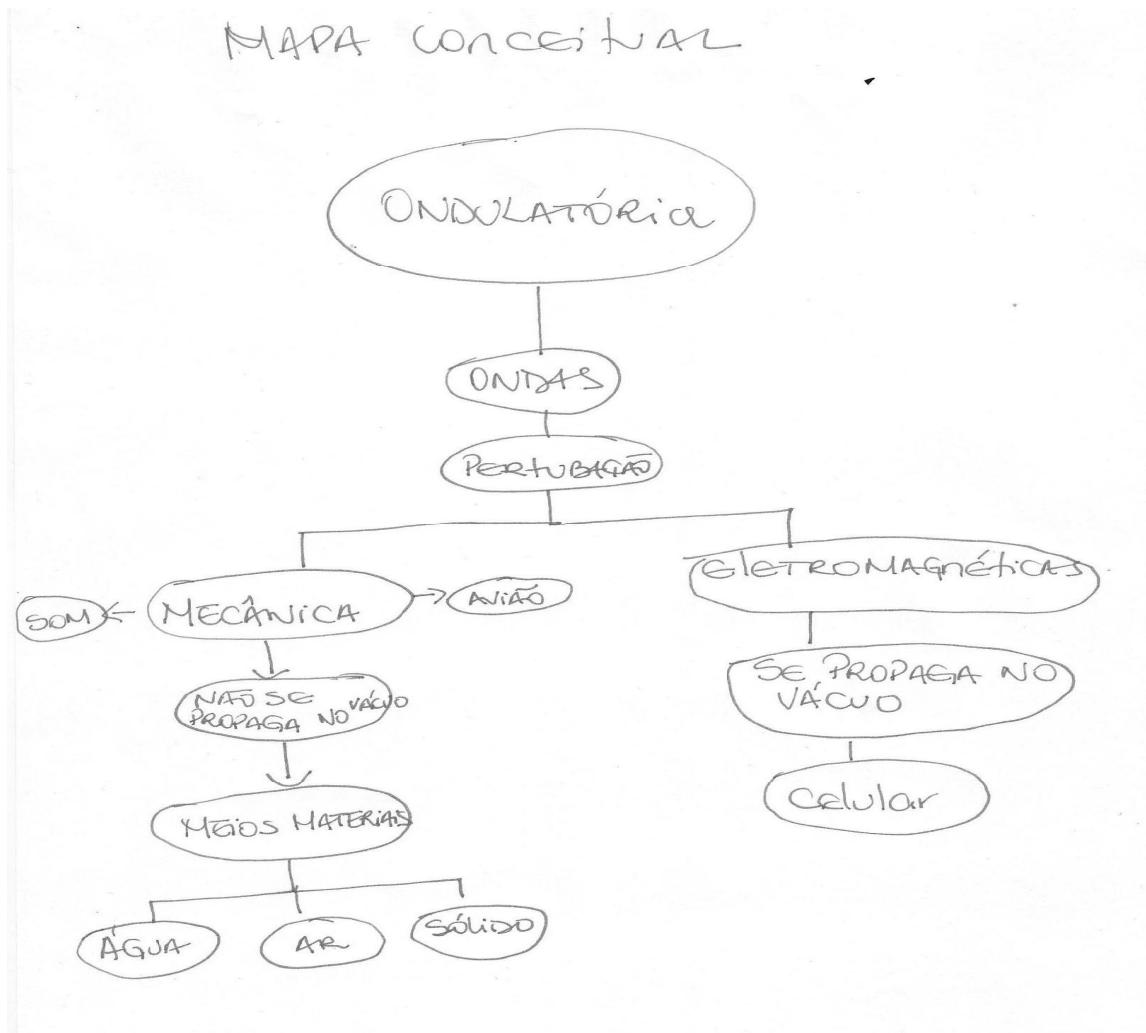 MAPA CONCEITUAL
ONDULATÓRIA
ONDAS
PERTUBAÇÃO
MECÂNICA
SOM
AVIÃO
NÃO SE
PROPAGA NO VÁCUO
MEIOS MATERIAIS
ÁGUA
AR
SÓLIDO
ELETROMAGNÉTICAS
SE PROPAGA NO
VÁCUO
Celular